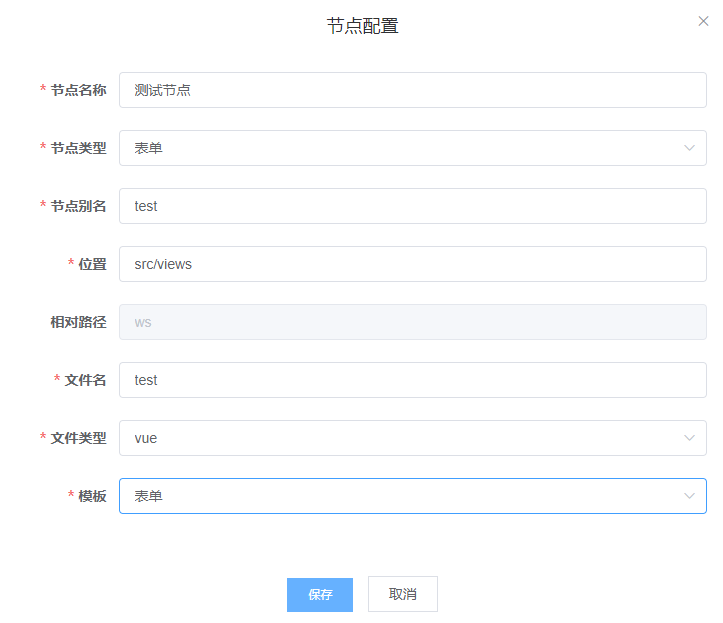 节点配置
* 节点名称 测试节点
* 节点类型 表单
* 节点别名 test
* 位置 src/views
相对路径 ws
* 文件名 test
* 文件类型 vue
* 模板 表单
保存 取消